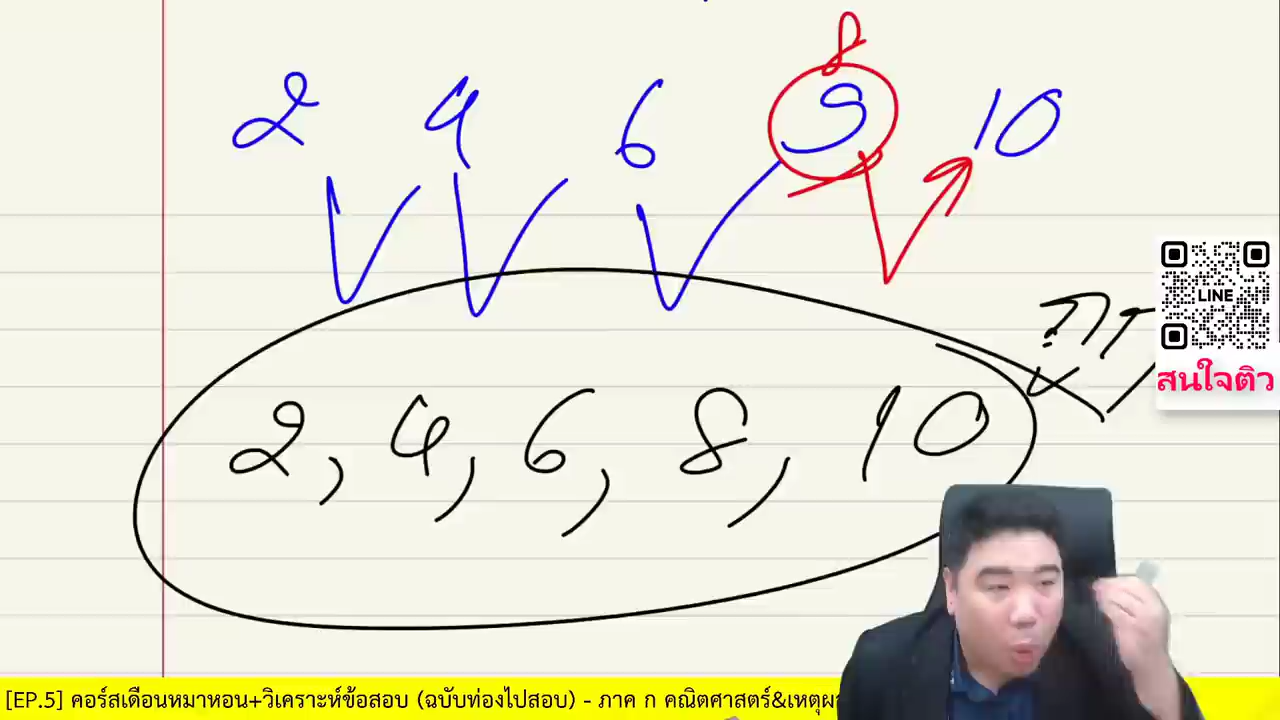 8
2 4 6 9 10
2, 4, 6, 8, 10
LINE
สนใจติว
[EP.5] คอร์สเดือนหมาหอน+วิเคราะห์ข้อสอบ (ฉบับท่องไปสอบ) - ภาค ก คณิตศาสตร์&เหตุผ